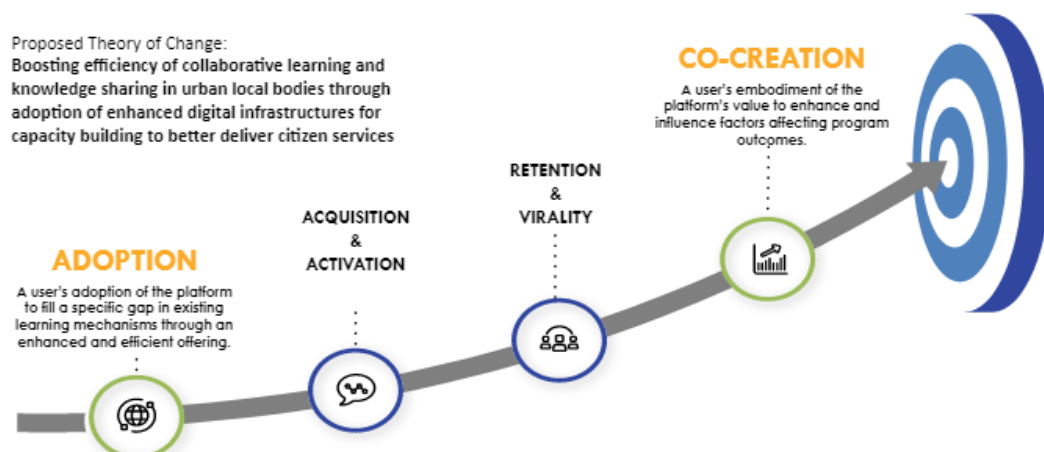 Proposed Theory of Change:
Boosting efficiency of collaborative learning and
knowledge sharing in urban local bodies through
adoption of enhanced digital infrastructures for
capacity building to better deliver citizen services
ADOPTION
A user's adoption of the platform
to fill a specific gap in existing
learning mechanisms through an
enhanced and efficient offering.
ACQUISITION
&
ACTIVATION
RETENTION
&
VIRALITY
CO-CREATION
A user's embodiment of the
platform's value to enhance and
influence factors affecting program
outcomes.